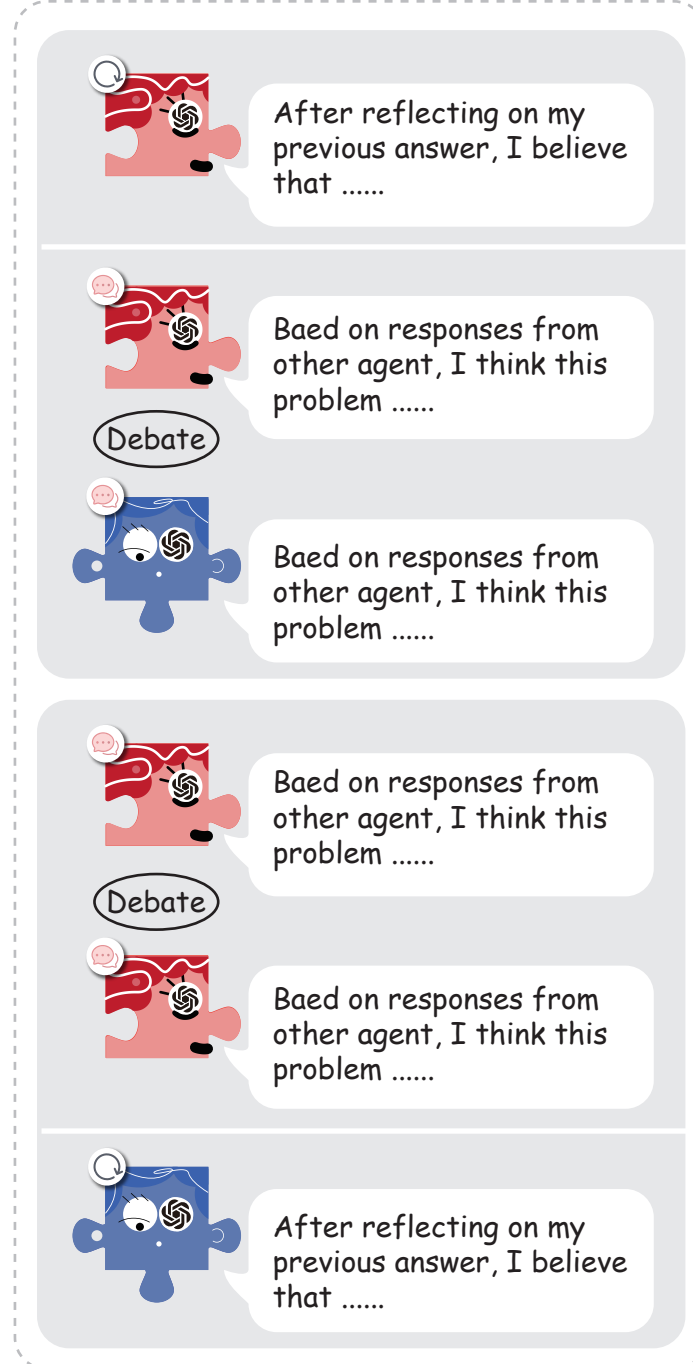 After reflecting on my
previous answer, I believe
that ......
Baed on responses from
other agent, I think this
problem ......
Debate
Baed on responses from
other agent, I think this
problem ......
Baed on responses from
other agent, I think this
problem ......
Debate
Baed on responses from
other agent, I think this
problem ......
After reflecting on my
previous answer, I believe
that ......